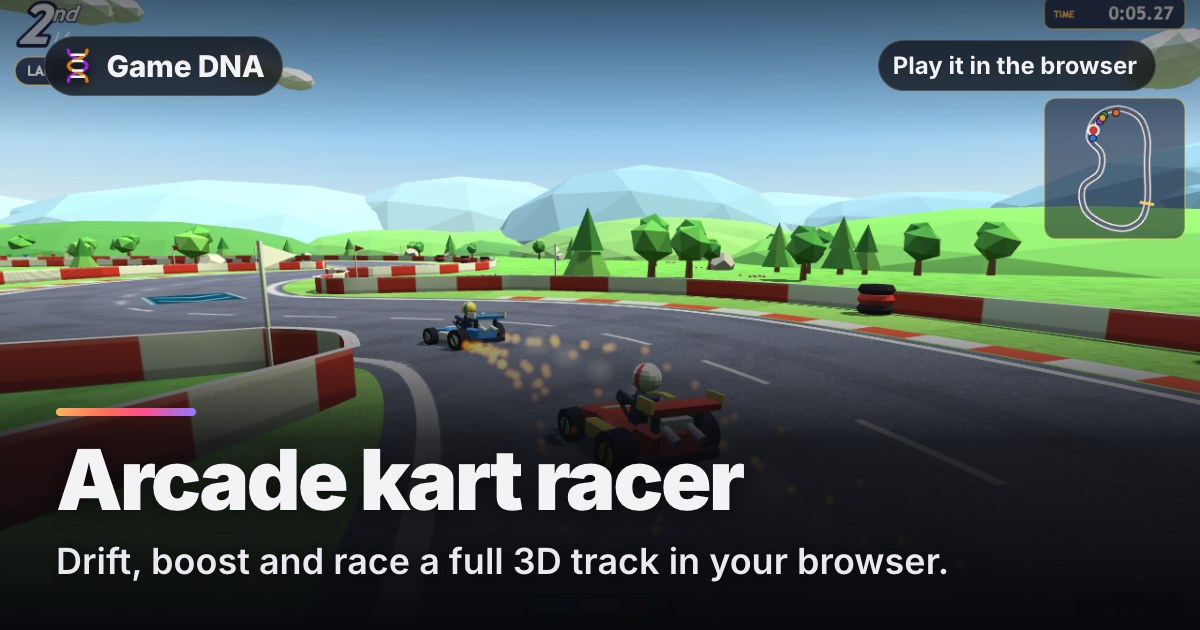 2nd
TIME 0:05.27
LA
Game DNA
Play it in the browser
Arcade kart racer
Drift, boost and race a full 3D track in your browser.